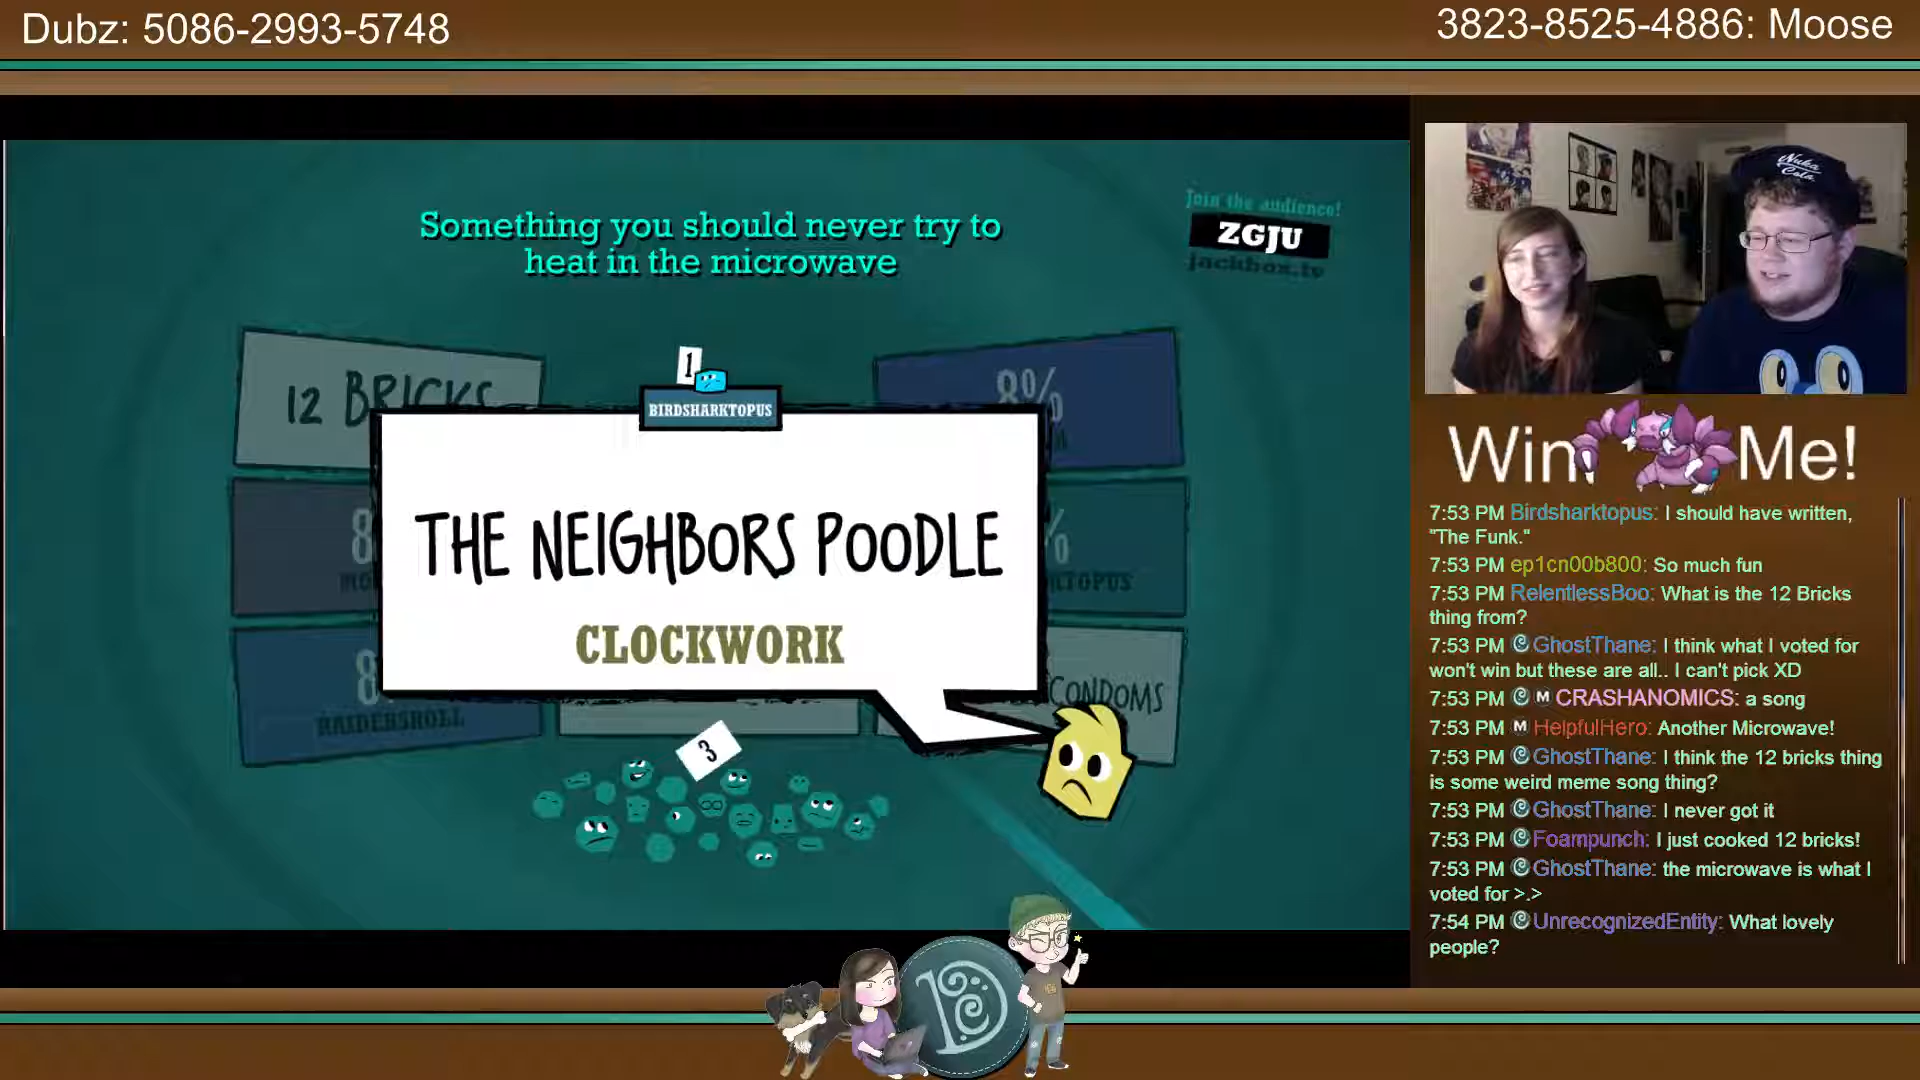 Dubz: 5086-2993-5748
3823-8525-4886: Moose
Something you should never try to
heat in the microwave
Join the audience!
ZGJU
jackbox.tv
12 BRICKS
8%
1
BIRDSHARKTOPUS
THE NEIGHBORS POODLE
CLOCKWORK
RAIDERSROLL
CONDOMS
3
Nuka
Cola
Win Me!
7:53 PM Birdsharktopus: I should have written,
"The Funk."
7:53 PM ep1cn00b800: So much fun
7:53 PM RelentlessBoo: What is the 12 Bricks
thing from?
7:53 PM GhostThane: I think what I voted for
won't win but these are all.. I can't pick XD
7:53 PM M CRASHANOMICS: a song
7:53 PM M HelpfulHero: Another Microwave!
7:53 PM GhostThane: I think the 12 bricks thing
is some weird meme song thing?
7:53 PM GhostThane: I never got it
7:53 PM Foampunch: I just cooked 12 bricks!
7:53 PM GhostThane: the microwave is what I
voted for >.>
7:54 PM UnrecognizedEntity: What lovely
people?
D